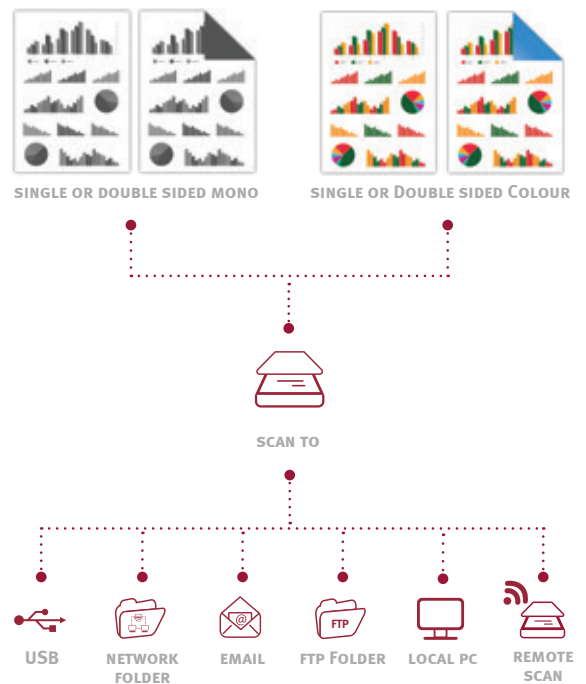 SINGLE OR DOUBLE SIDED MONO
SINGLE OR DOUBLE SIDED COLOUR
SCAN TO
@
FTP
USB
NETWORK
FOLDER
EMAIL
FTP FOLDER
LOCAL PC
REMOTE
SCAN